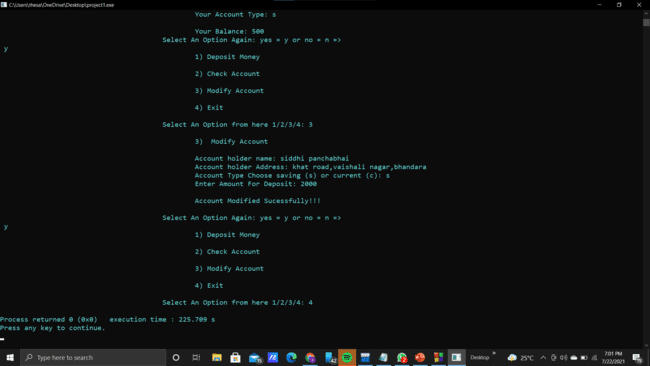 C:\Users\thesa\OneDrive\Desktop\project1.exe
Your Account Type: s
Your Balance: 500
Select An Option Again: yes = y or no = n =>
y
1) Deposit Money
2) Check Account
3) Modify Account
4) Exit
Select An Option from here 1/2/3/4: 3
3) Modify Account
Account holder name: siddhi panchabhai
Account holder Address: khat road,vaishali nagar,bhandara
Account Type Choose saving (s) or current (c): s
Enter Amount For Deposit: 2000
Account Modified Sucessfully!!!
Select An Option Again: yes = y or no = n =>
y
1) Deposit Money
2) Check Account
3) Modify Account
4) Exit
Select An Option from here 1/2/3/4: 4
Process returned 0 (0x0) execution time : 225.709 s
Press any key to continue.
Type here to search
Desktop
25°C
7:01 PM
7/22/2021